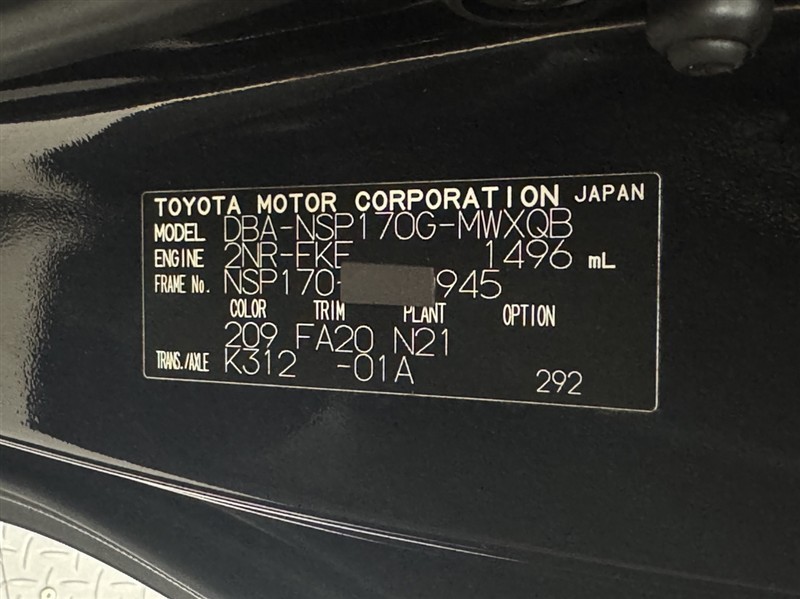 TOYOTA MOTOR CORPORATION JAPAN
MODEL DBA-NSP170G-MWXQB
ENGINE 2NR-FKE 1496 mL
FRAME No. NSP170- 945
COLOR TRIM PLANT OPTION
209 FA20 N21
TRANS./AXLE K312 -01A
292